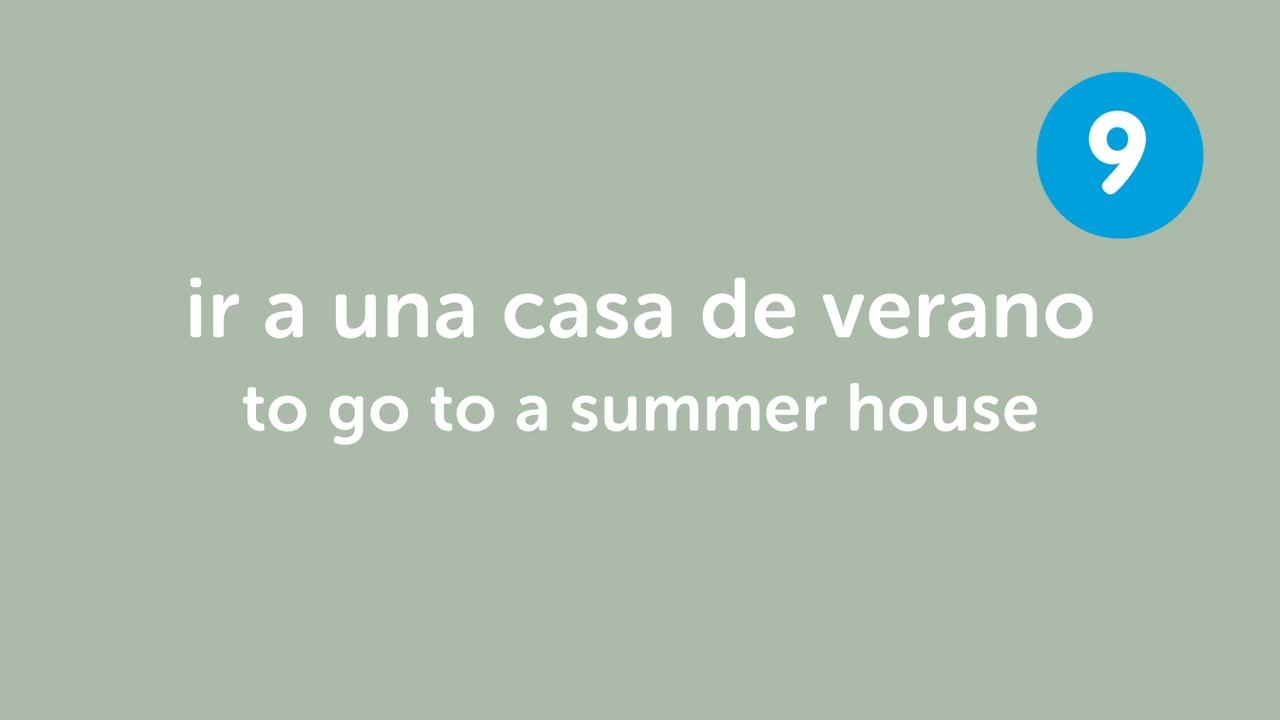 9
ir a una casa de verano
to go to a summer house